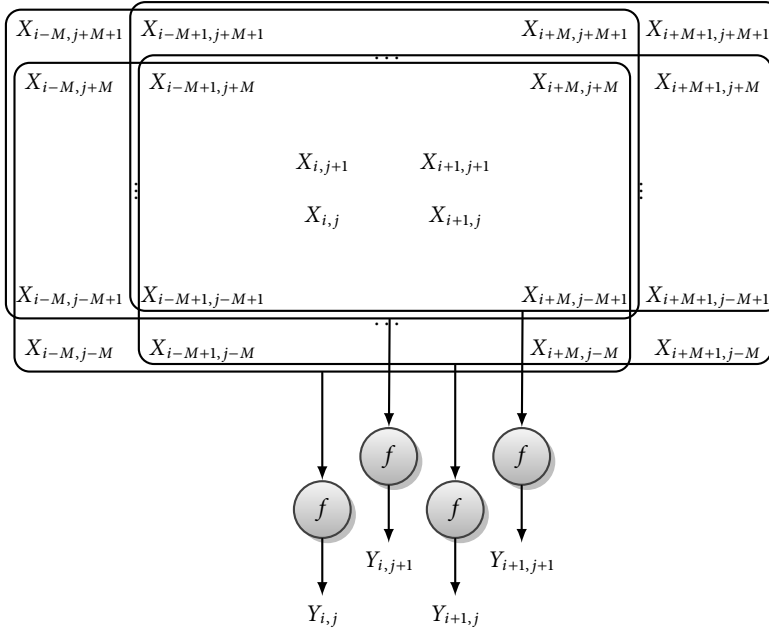 X_{i−M,j+M+1} X_{i−M+1,j+M+1} X_{i+M,j+M+1} X_{i+M+1,j+M+1}
...
X_{i−M,j+M} X_{i−M+1,j+M} X_{i+M,j+M} X_{i+M+1,j+M}
X_{i,j+1} X_{i+1,j+1}
⋮ ⋮
X_{i,j} X_{i+1,j}
X_{i−M,j−M+1} X_{i−M+1,j−M+1} X_{i+M,j−M+1} X_{i+M+1,j−M+1}
...
X_{i−M,j−M} X_{i−M+1,j−M} X_{i+M,j−M} X_{i+M+1,j−M}
f f
f f
Y_{i,j+1} Y_{i+1,j+1}
Y_{i,j} Y_{i+1,j}